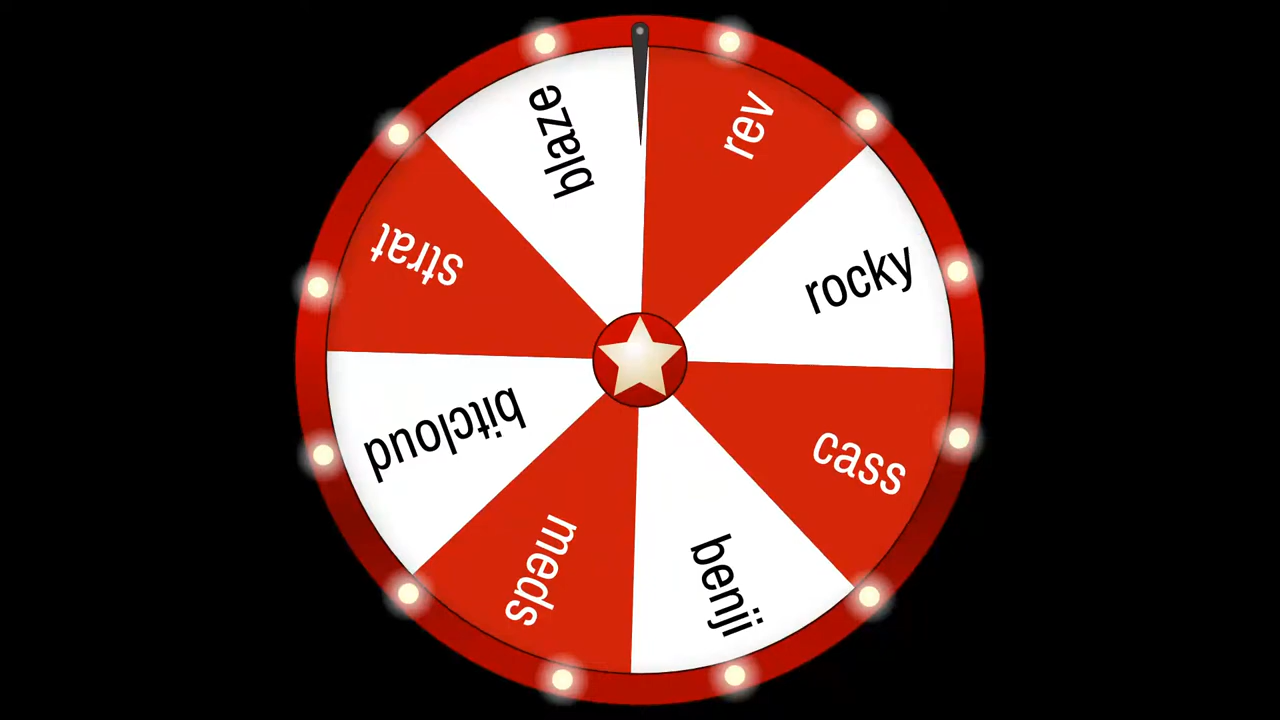 rev
rocky
cass
benji
meds
bitcloud
strat
blaze